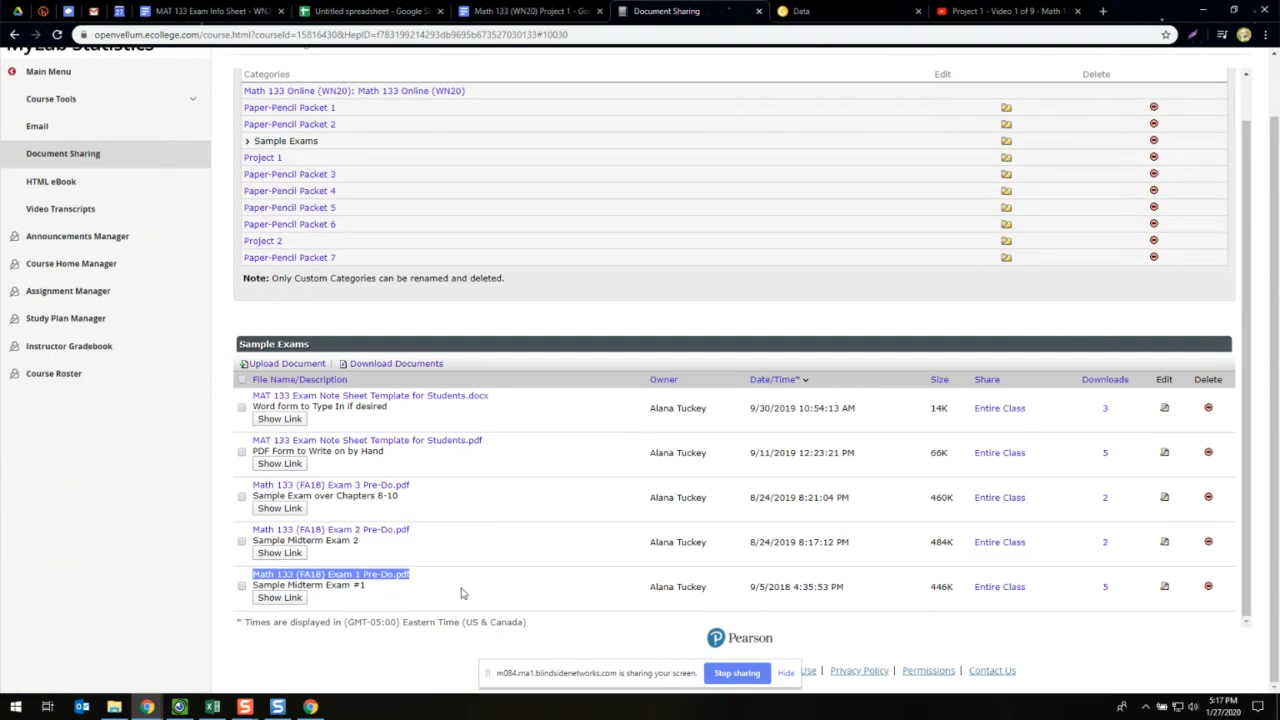 MAT 133 Exam Info Sheet - WN2
Untitled spreadsheet - Google S
Math 133 (WN20) Project 1 - G
Document Sharing
Data
Project 1 - Video 1 of 9 - Math 1
openvellum.ecollege.com/course.html?courseId=15816430&HepID=f783199214293db9695b673527030133#10030
MyLab Statistics
Main Menu
Course Tools
Email
Document Sharing
HTML eBook
Video Transcripts
Announcements Manager
Course Home Manager
Assignment Manager
Study Plan Manager
Instructor Gradebook
Course Roster
Categories Edit Delete
Math 133 Online (WN20): Math 133 Online (WN20)
Paper-Pencil Packet 1
Paper-Pencil Packet 2
Sample Exams
Project 1
Paper-Pencil Packet 3
Paper-Pencil Packet 4
Paper-Pencil Packet 5
Paper-Pencil Packet 6
Project 2
Paper-Pencil Packet 7
Note: Only Custom Categories can be renamed and deleted.
Sample Exams
Upload Document | Download Documents
File Name/Description Owner Date/Time* Size Share Downloads Edit Delete
MAT 133 Exam Note Sheet Template for Students.docx
Word form to Type In if desired Alana Tuckey 9/30/2019 10:54:13 AM 14K Entire Class 3
Show Link
MAT 133 Exam Note Sheet Template for Students.pdf
PDF Form to Write on by Hand Alana Tuckey 9/11/2019 12:23:21 PM 66K Entire Class 5
Show Link
Math 133 (FA18) Exam 3 Pre-Do.pdf
Sample Exam over Chapters 8-10 Alana Tuckey 8/24/2019 8:21:04 PM 460K Entire Class 2
Show Link
Math 133 (FA18) Exam 2 Pre-Do.pdf
Sample Midterm Exam 2 Alana Tuckey 8/24/2019 8:17:12 PM 484K Entire Class 2
Show Link
Math 133 (FA18) Exam 1 Pre-Do.pdf
Sample Midterm Exam #1 Alana Tuckey 9/5/2018 4:35:53 PM 446K Entire Class 5
Show Link
* Times are displayed in (GMT-05:00) Eastern Time (US & Canada)
Pearson
m084.rna1.blindsidenetworks.com is sharing your screen. Stop sharing Hide
Use | Privacy Policy | Permissions | Contact Us
5:17 PM
1/27/2020